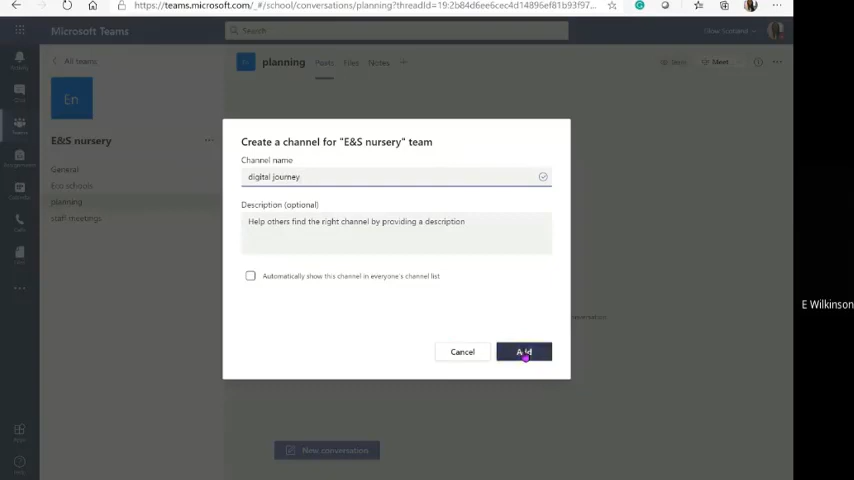 https://teams.microsoft.com/_#/school/conversations/planning?threadId=19:2b84d6ee6cec4d14896ef81b93f97...
Microsoft Teams
Search
All teams
planning
Posts
Files
Notes
Meet
En
E&S nursery
General
Eco schools
planning
staff meetings
Create a channel for "E&S nursery" team
Channel name
digital journey
Description (optional)
Help others find the right channel by providing a description
Automatically show this channel in everyone's channel list
Cancel
Add
New conversation
E Wilkinson